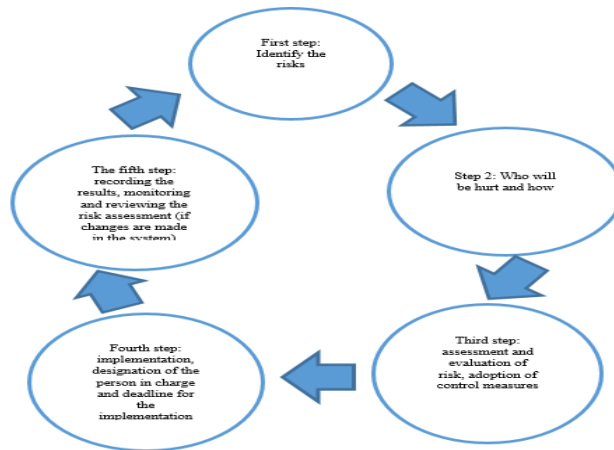 First step:
Identify the
risks
Step 2: Who will
be hurt and how
Third step:
assessment and
evaluation of
risk, adoption of
control measures
Fourth step:
implementation,
designation of the
person in charge
and deadline for
the
implementation
The fifth step:
recording the
results, monitoring
and reviewing the
risk assessment (if
changes are made
in the system)